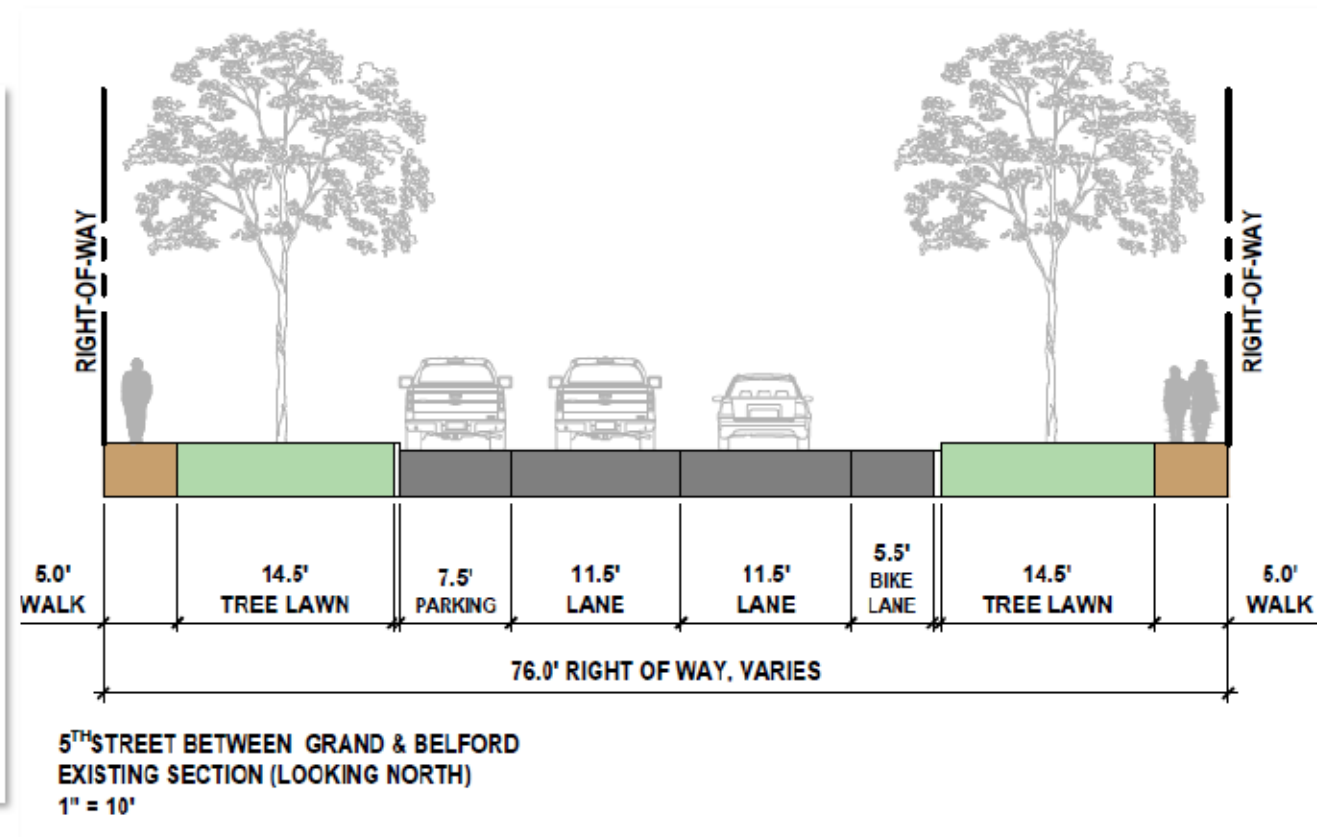 RIGHT-OF-WAY
RIGHT-OF-WAY
5.0'
WALK
14.5'
TREE LAWN
7.5'
PARKING
11.5'
LANE
11.5'
LANE
5.5'
BIKE
LANE
14.5'
TREE LAWN
5.0'
WALK
76.0' RIGHT OF WAY, VARIES
5TH STREET BETWEEN GRAND & BELFORD
EXISTING SECTION (LOOKING NORTH)
1" = 10'